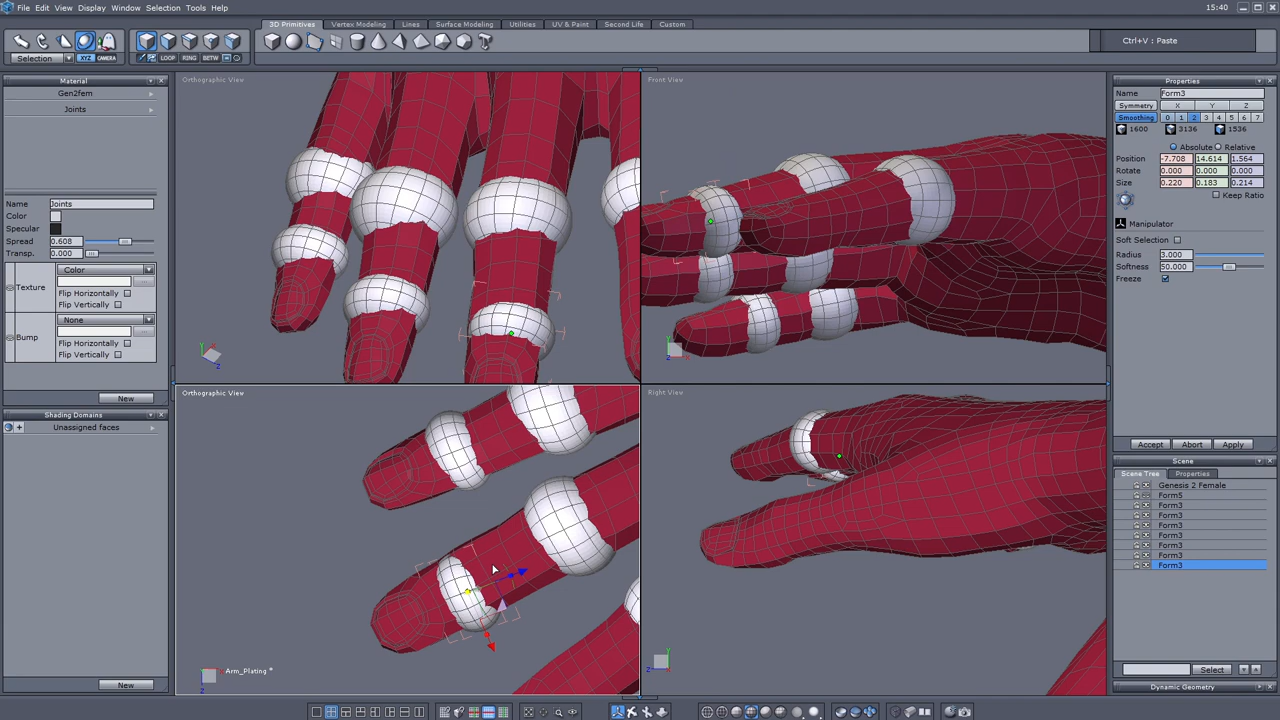 File Edit View Display Window Selection Tools Help 15:40
3D Primitives Vertex Modeling Lines Surface Modeling Utilities UV & Paint Second Life Custom
Ctrl+V : Paste
Selection XYZ CAMERA LOOP RING BETW
Material
Gen2fem
Joints
Name Joints
Color
Specular
Spread 0.608
Transp. 0.000
Color
Texture
Flip Horizontally
Flip Vertically
None
Bump
Flip Horizontally
Flip Vertically
New
Shading Domains
Unassigned faces
New
Orthographic View
Front View
Orthographic View
Arm_Plating *
Right View
Properties
Name Form3
Symmetry X Y Z
Smoothing 0 1 2 3 4 5 6 7
1600 3136 1536
Absolute Relative
Position -7.708 14.614 1.564
Rotate 0.000 0.000 0.000
Size 0.220 0.183 0.214
Keep Ratio
Manipulator
Soft Selection
Radius 3.000
Softness 50.000
Freeze
Accept Abort Apply
Scene
Scene Tree Properties
Genesis 2 Female
Form5
Form3
Form3
Form3
Form3
Form3
Form3
Form3
Select
Dynamic Geometry